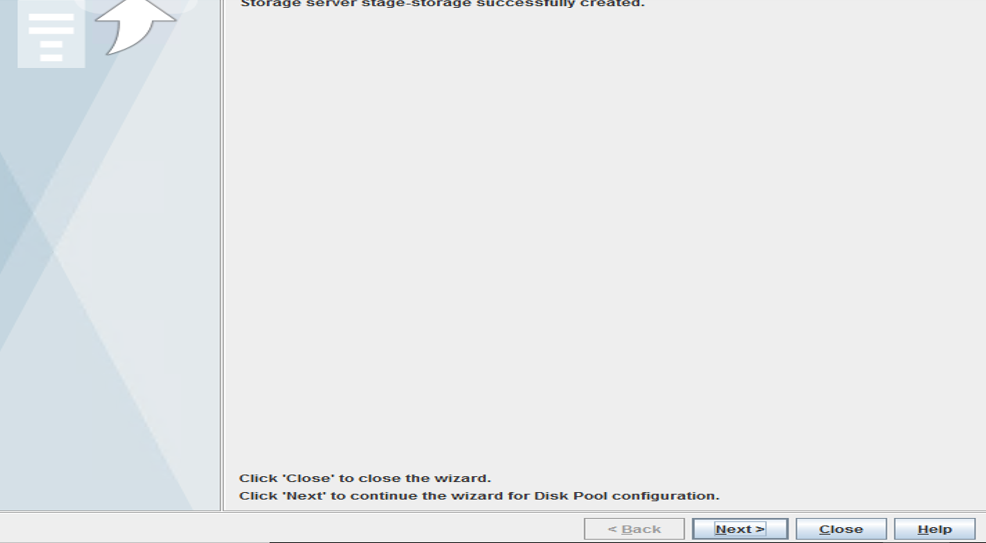 Storage server stage-storage successfully created.
Click 'Close' to close the wizard.
Click 'Next' to continue the wizard for Disk Pool configuration.
< Back Next > Close Help